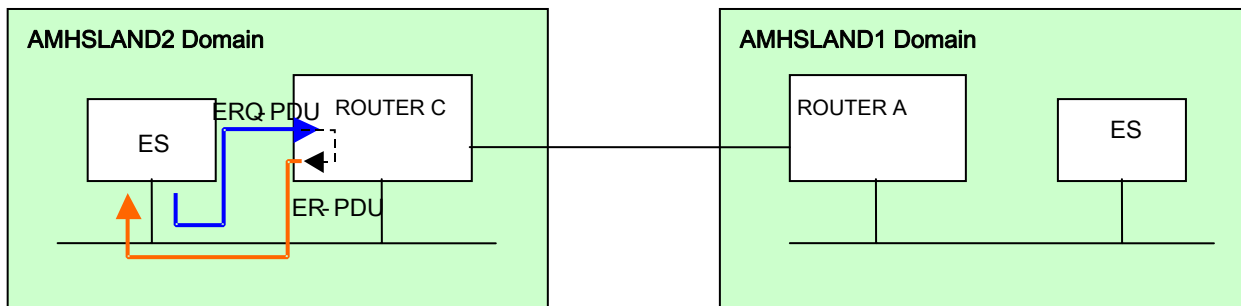 AMHSLAND2 Domain
AMHSLAND1 Domain
ERQ-PDU
ROUTER C
ES
ROUTER A
ES
ER-PDU